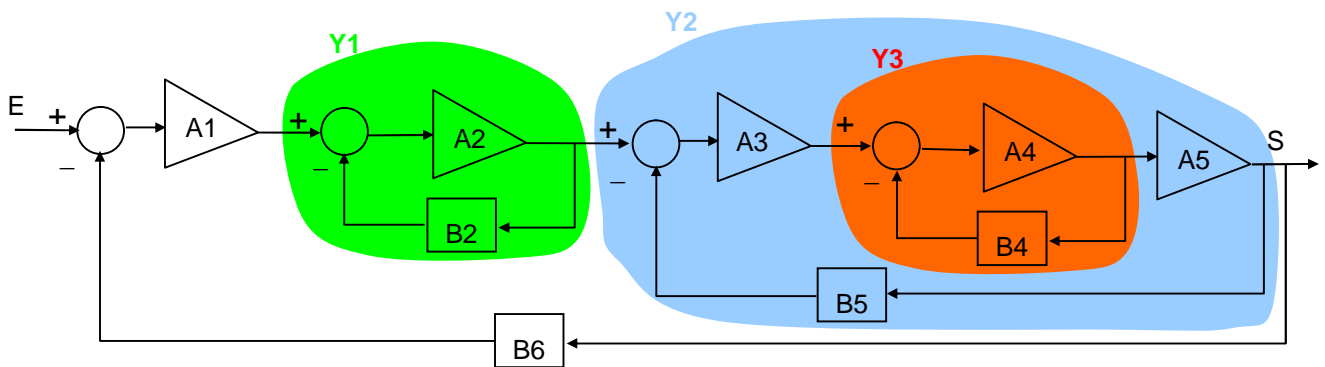 Y1
Y2
Y3
E
+
A1
+
A2
+
A3
+
A4
A5
S
–
–
–
–
B2
B4
B5
B6